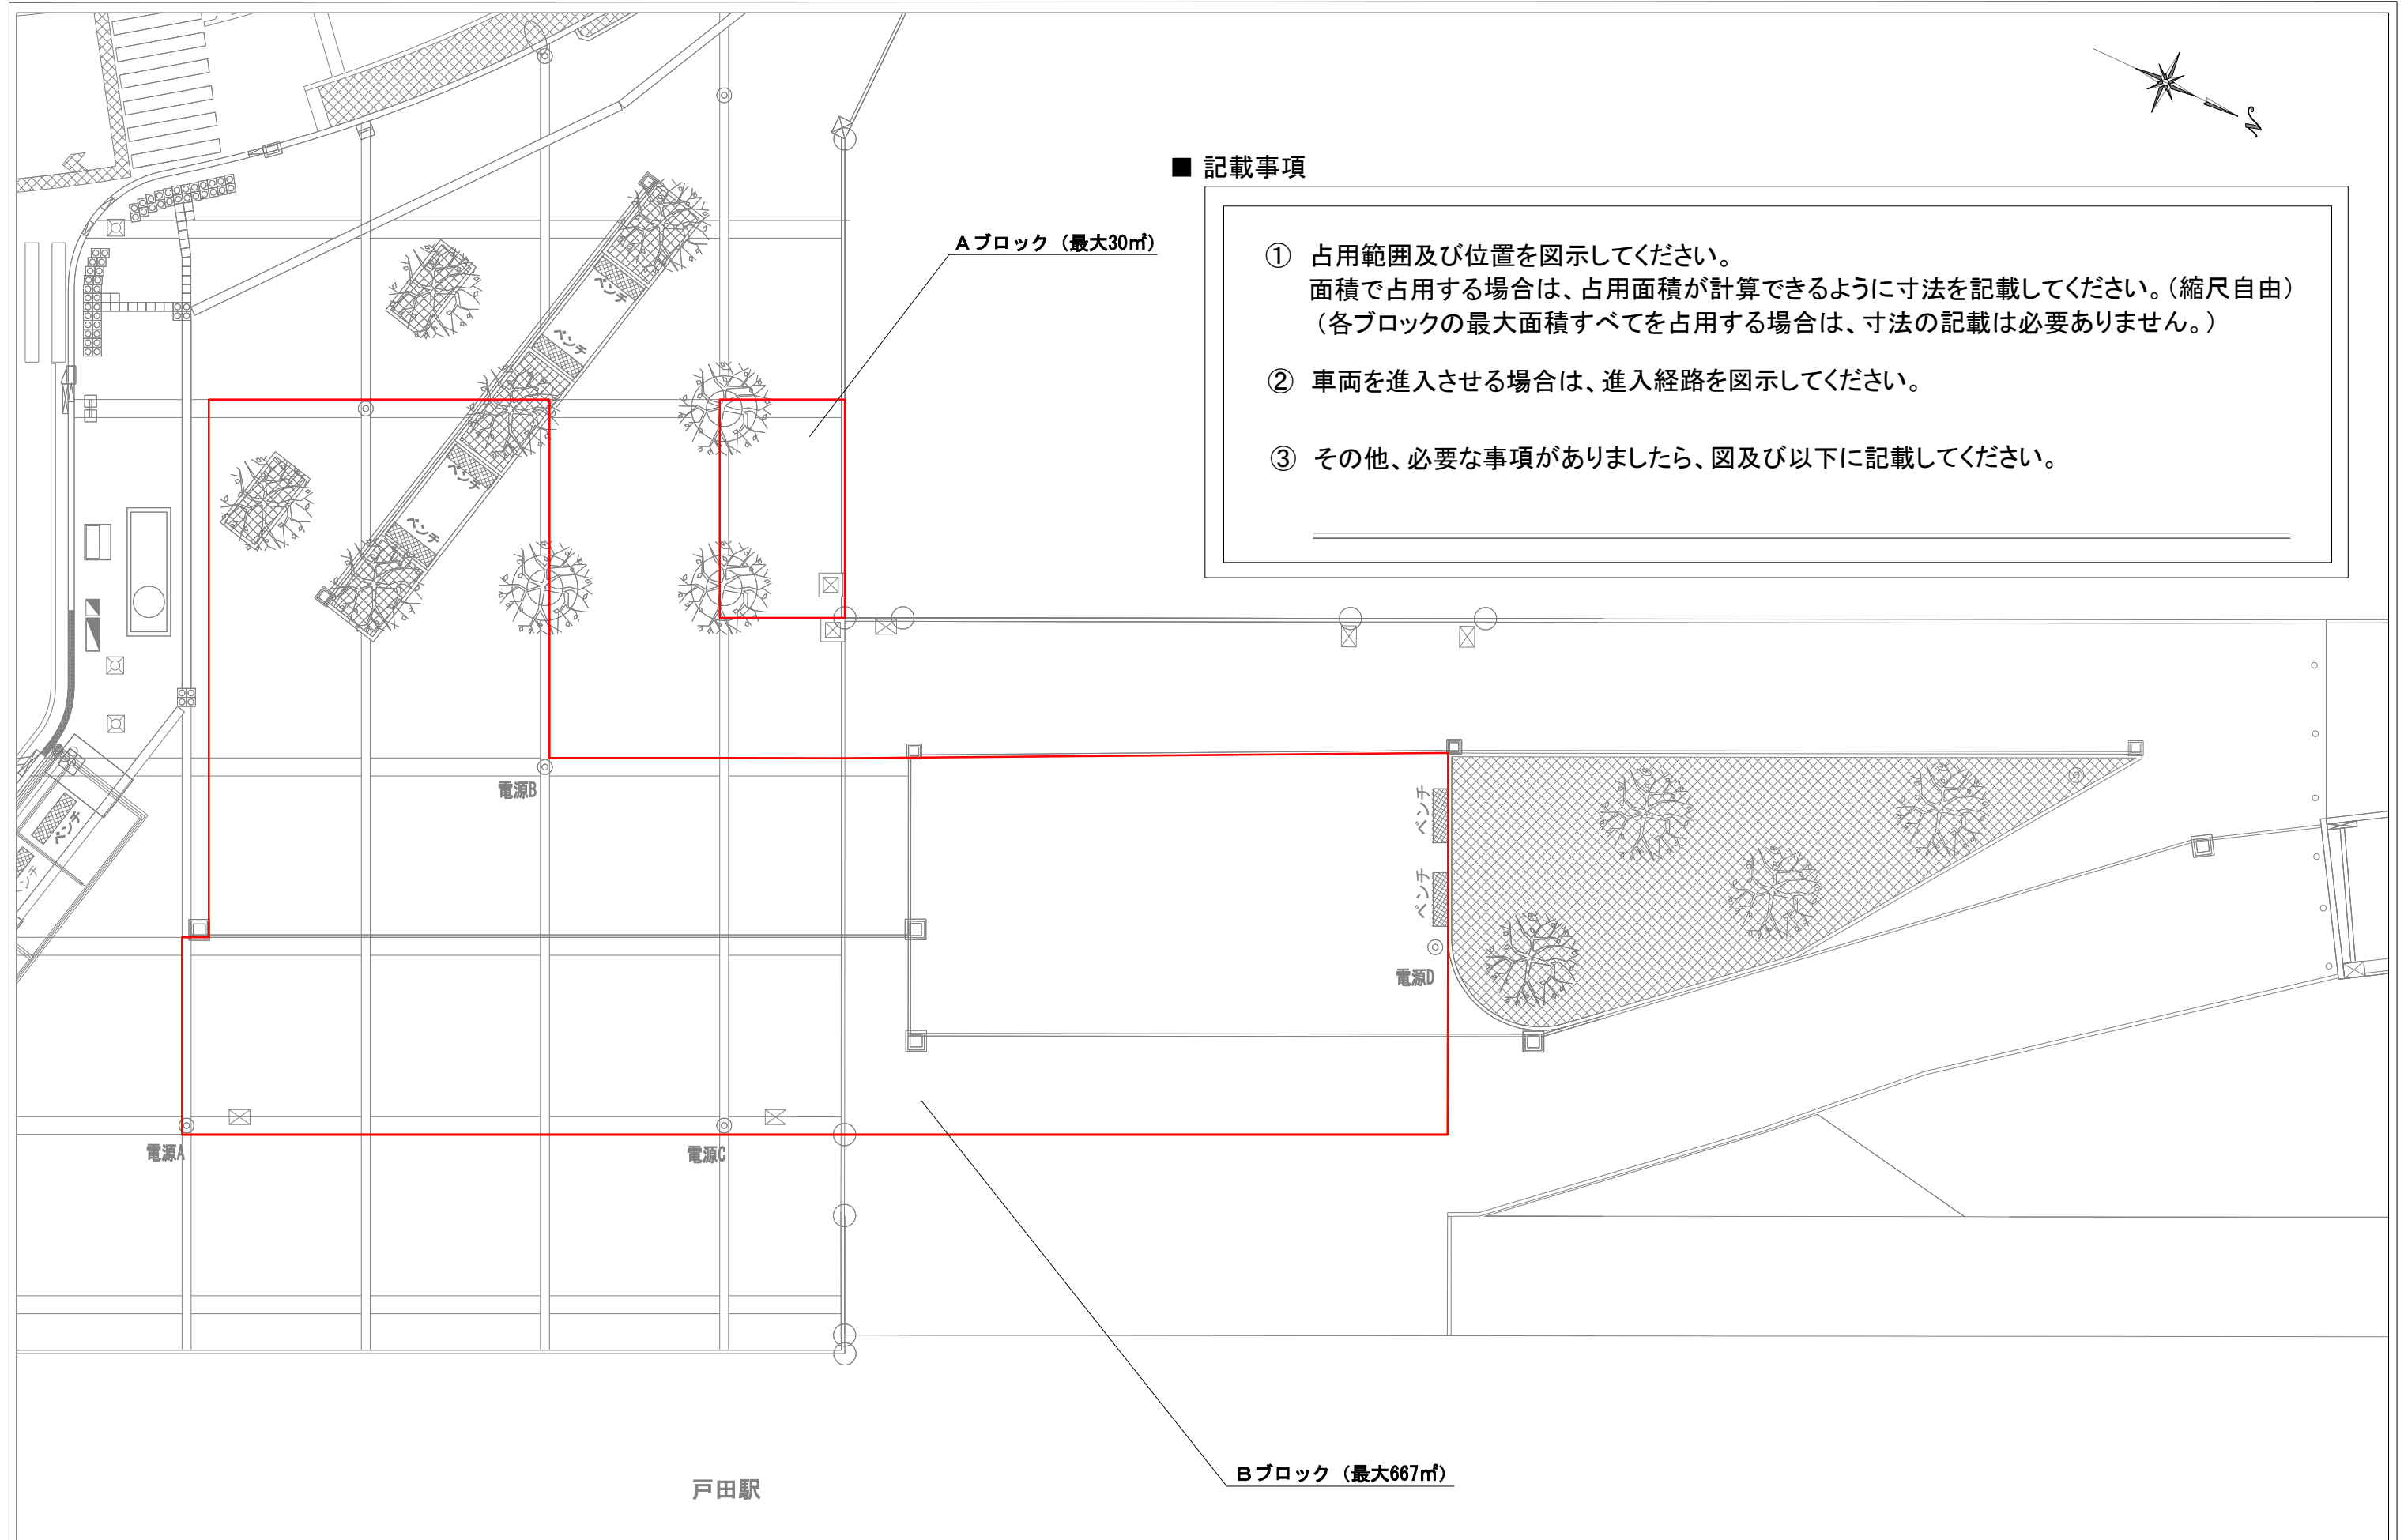 N
■ 記載事項
Aブロック（最大30㎡）
① 占用範囲及び位置を図示してください。
面積で占用する場合は、占用面積が計算できるように寸法を記載してください。（縮尺自由）
（各ブロックの最大面積すべてを占用する場合は、寸法の記載は必要ありません。）
② 車両を進入させる場合は、進入経路を図示してください。
③ その他、必要な事項がありましたら、図及び以下に記載してください。
ベンチ
ベンチ
ベンチ
ベンチ
電源B
ベンチ
ベンチ
ベンチ
ベンチ
電源D
電源A
電源C
Bブロック（最大667㎡）
戸田駅